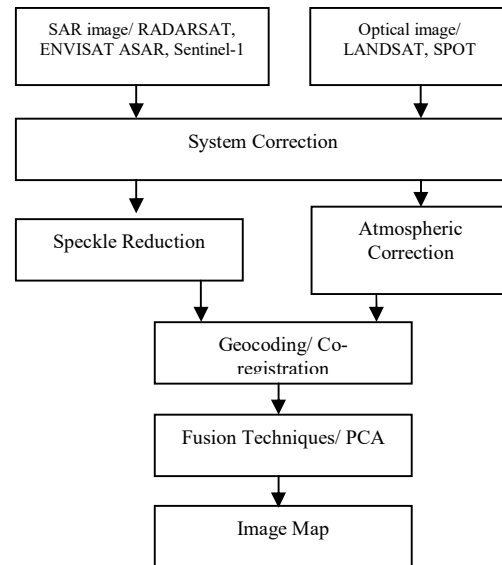 SAR image/ RADARSAT,
ENVISAT ASAR, Sentinel-1
Optical image/
LANDSAT, SPOT
System Correction
Speckle Reduction
Atmospheric
Correction
Geocoding/ Co-
registration
Fusion Techniques/ PCA
Image Map